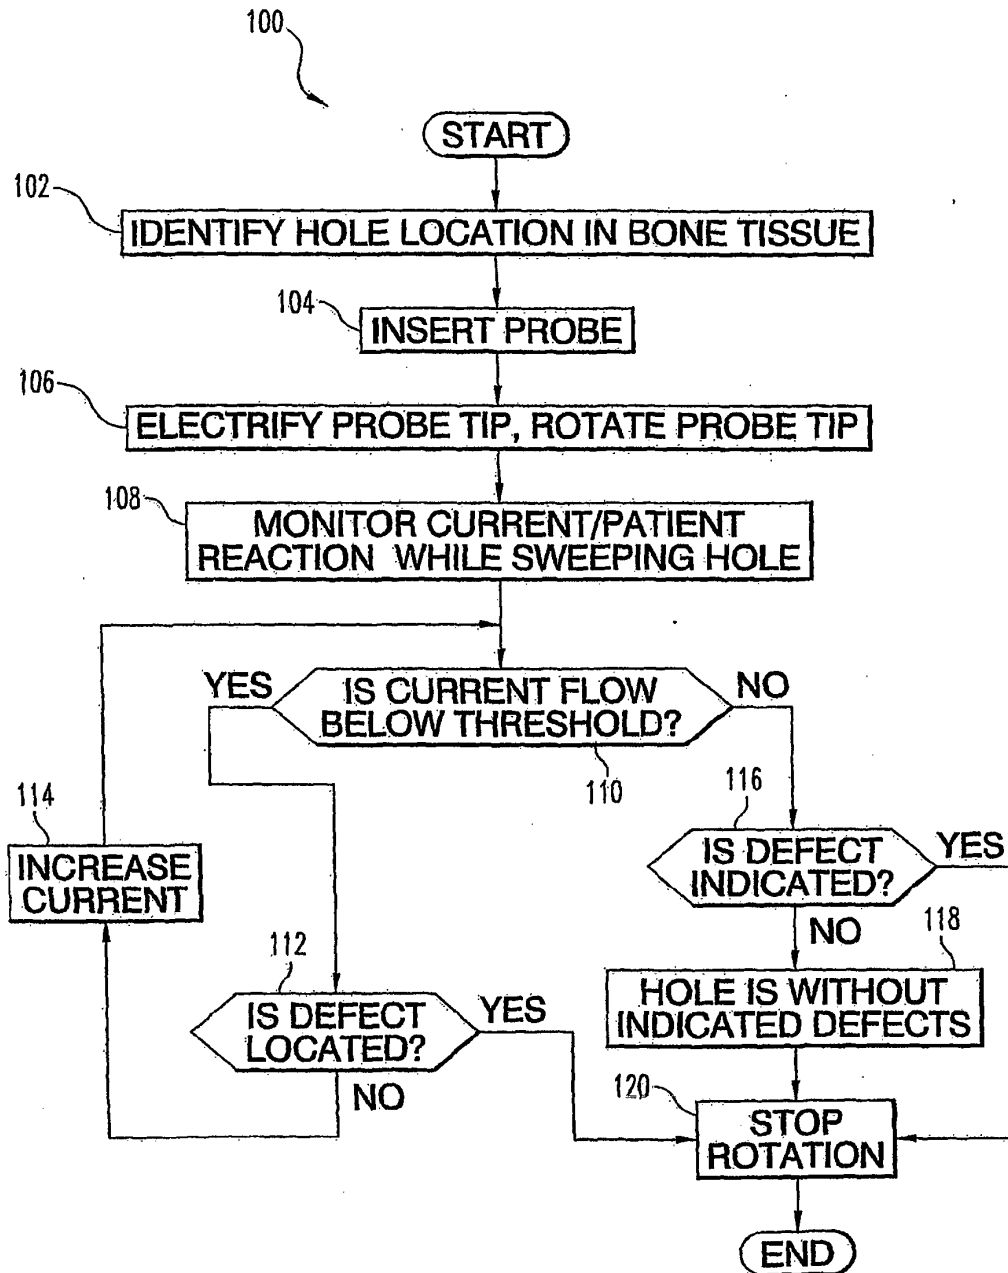 100
START
102
IDENTIFY HOLE LOCATION IN BONE TISSUE
104
INSERT PROBE
106
ELECTRIFY PROBE TIP, ROTATE PROBE TIP
108
MONITOR CURRENT/PATIENT
REACTION WHILE SWEEPING HOLE
YES
IS CURRENT FLOW
BELOW THRESHOLD?
NO
110
114
INCREASE
CURRENT
116
IS DEFECT
INDICATED?
YES
NO
112
IS DEFECT
LOCATED?
YES
NO
118
HOLE IS WITHOUT
INDICATED DEFECTS
120
STOP
ROTATION
END